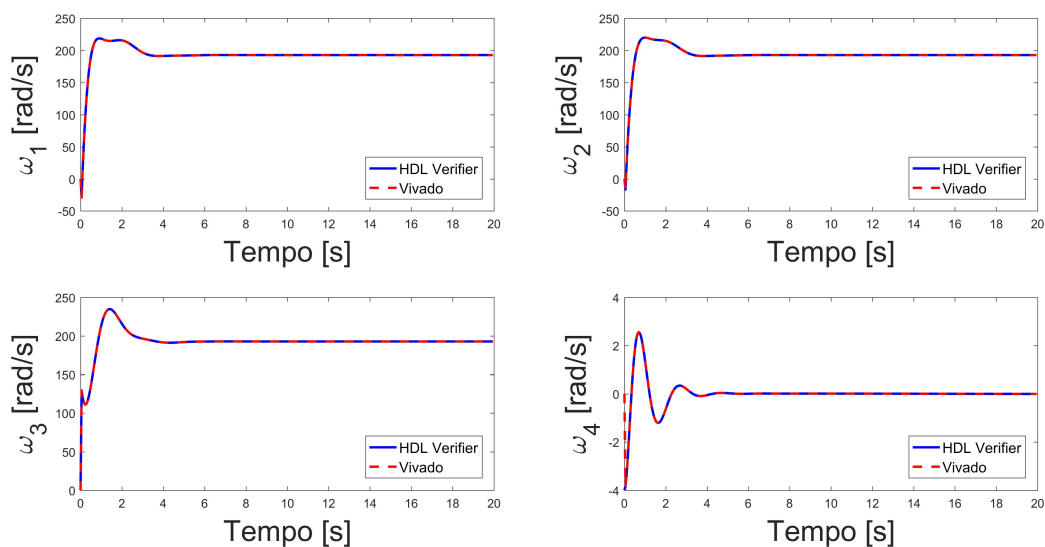 250
200
150
100
50
0
-50
ω1 [rad/s]
HDL Verifier
Vivado
0 2 4 6 8 10 12 14 16 18 20
Tempo [s]
250
200
150
100
50
0
-50
ω2 [rad/s]
HDL Verifier
Vivado
0 2 4 6 8 10 12 14 16 18 20
Tempo [s]
250
200
150
100
50
0
ω3 [rad/s]
HDL Verifier
Vivado
0 2 4 6 8 10 12 14 16 18 20
Tempo [s]
4
2
0
-2
-4
ω4 [rad/s]
HDL Verifier
Vivado
0 2 4 6 8 10 12 14 16 18 20
Tempo [s]